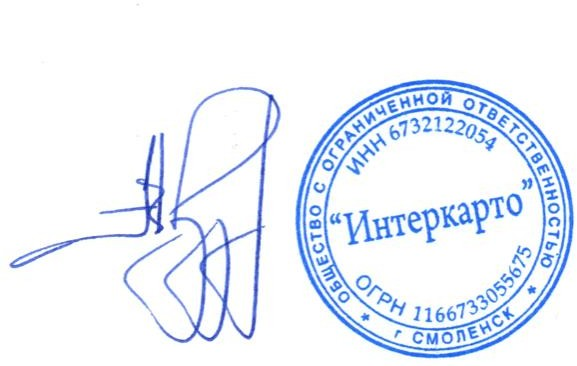 ОБЩЕСТВО С ОГРАНИЧЕННОЙ ОТВЕТСТВЕННОСТЬЮ
ИНН 6732122054
“Интеркарто”
ОГРН 1166733055675
* г СМОЛЕНСК *